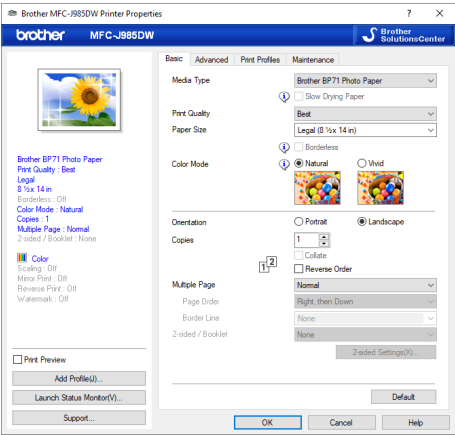 Brother MFC-J985DW Printer Properties
? ×
brother MFC-J985DW
Brother
SolutionsCenter
Brother BP71 Photo Paper
Print Quality : Best
Legal
8 ½x 14 in
Borderless : Off
Color Mode : Natural
Copies : 1
Multiple Page : Normal
2-sided / Booklet : None
Color
Scaling : Off
Mirror Print : Off
Reverse Print : Off
Watermark : Off
Print Preview
Add Profile(J)...
Launch Status Monitor(V)...
Support...
Basic Advanced Print Profiles Maintenance
Media Type Brother BP71 Photo Paper
Slow Drying Paper
Print Quality Best
Paper Size Legal (8 ½x 14 in)
Borderless
Color Mode Natural Vivid
Orientation Portrait Landscape
Copies 1
Collate
12 Reverse Order
Multiple Page Normal
Page Order Right, then Down
Border Line None
2-sided / Booklet None
2-sided Settings(X)...
Default
OK Cancel Help